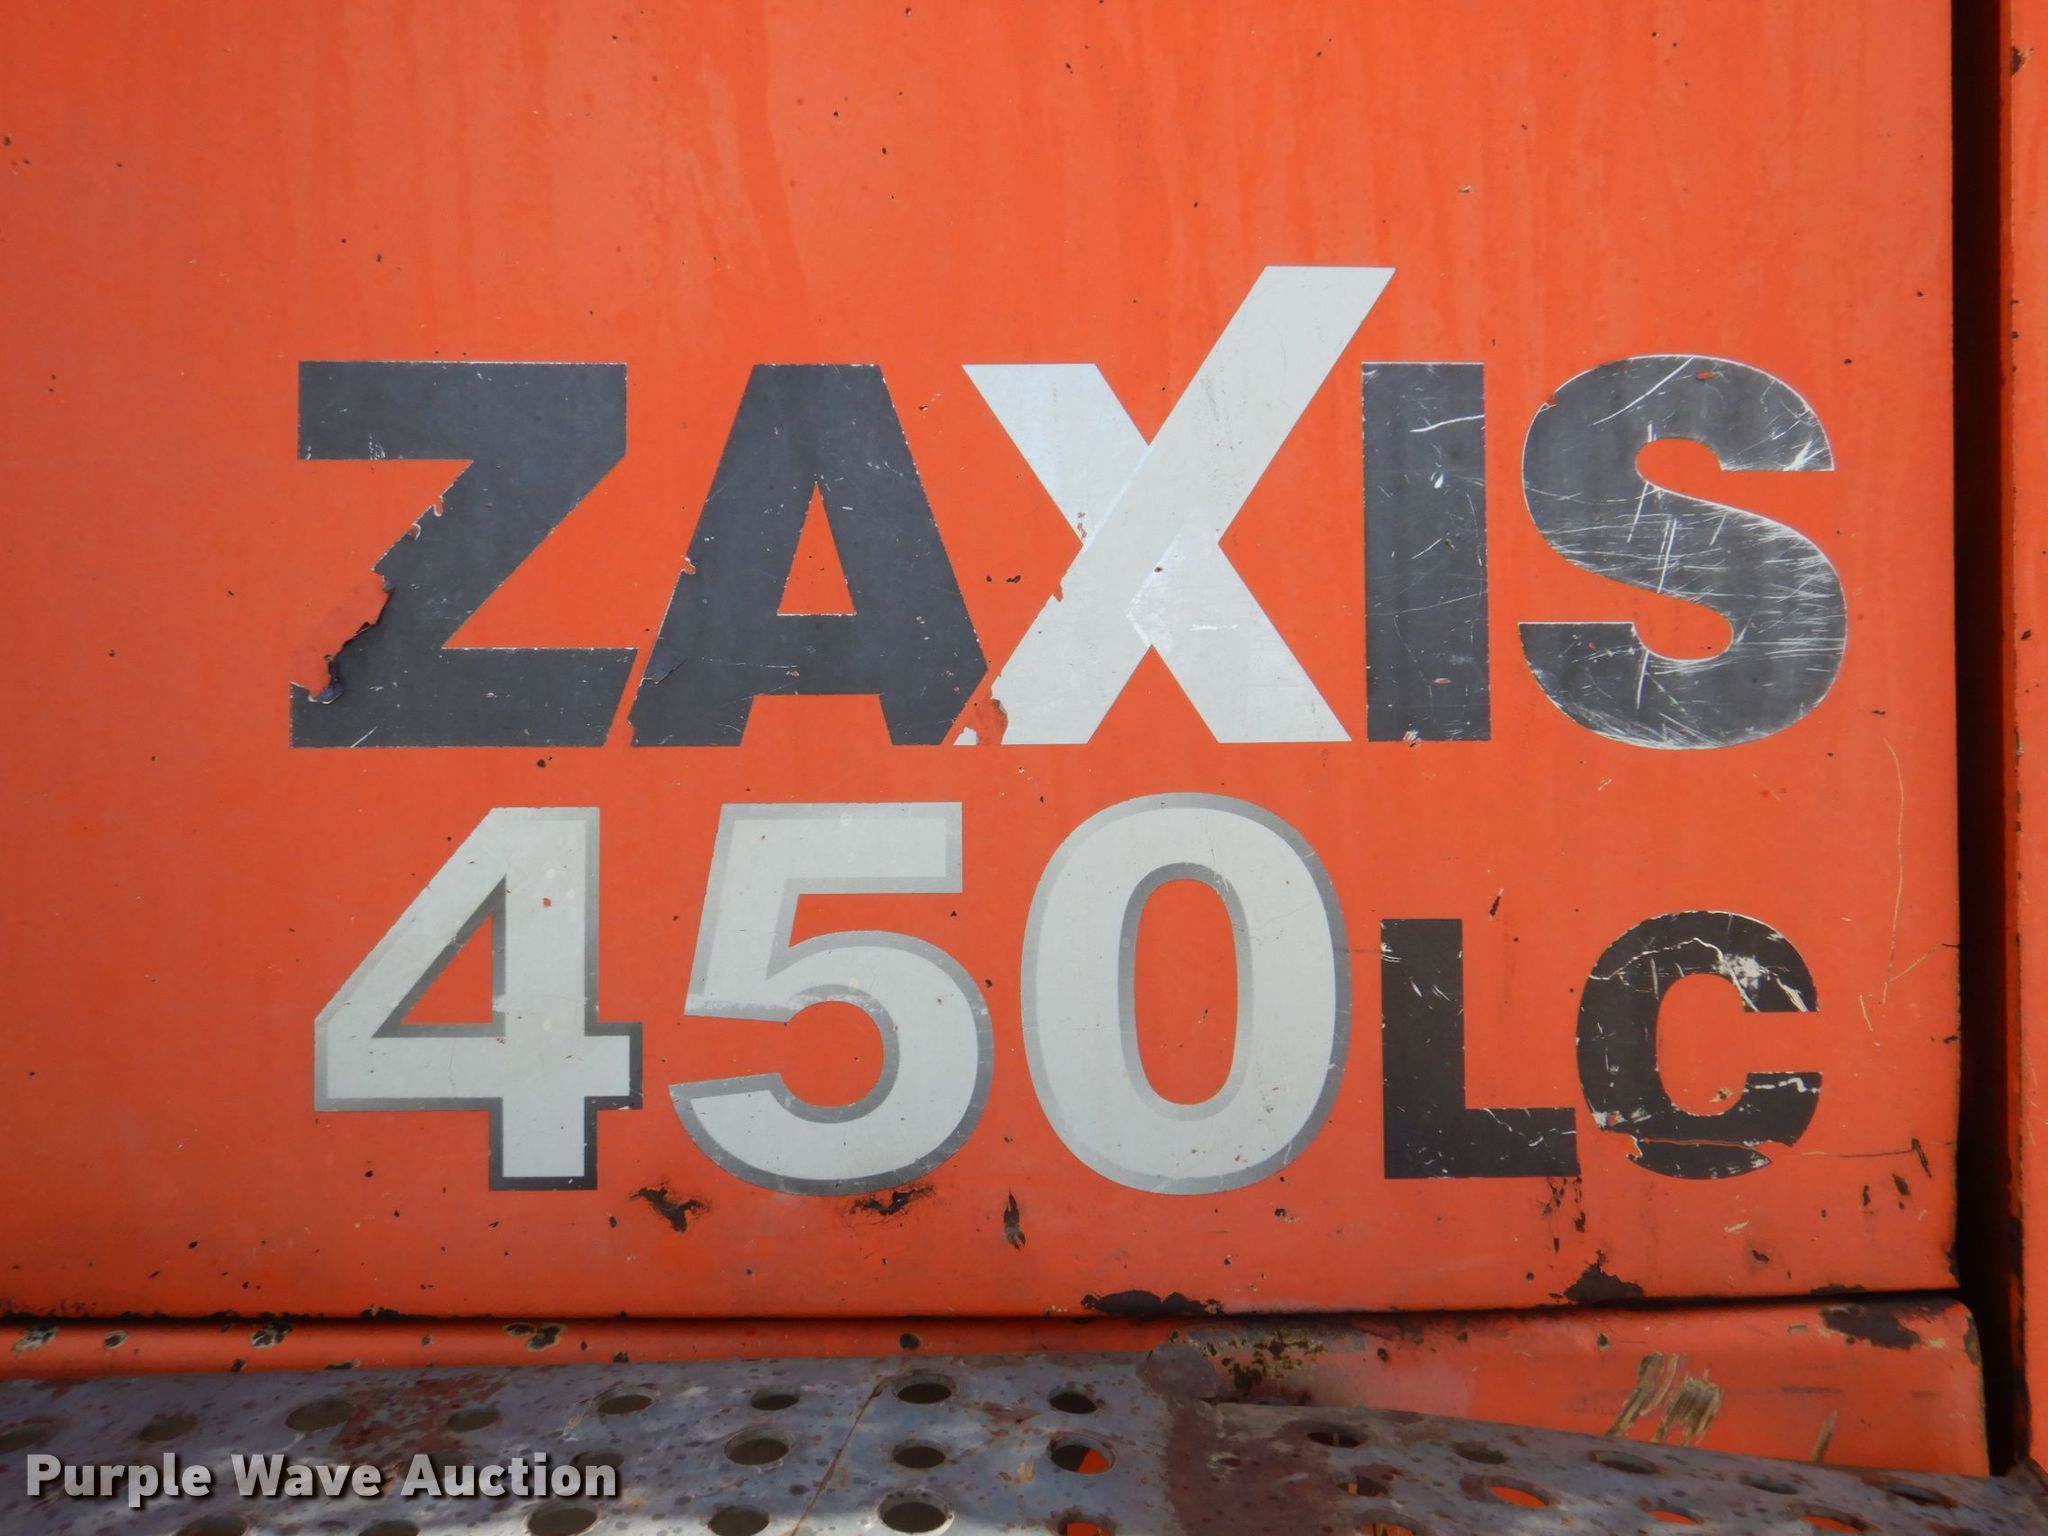 ZAXIS
450LC
Purple Wave Auction